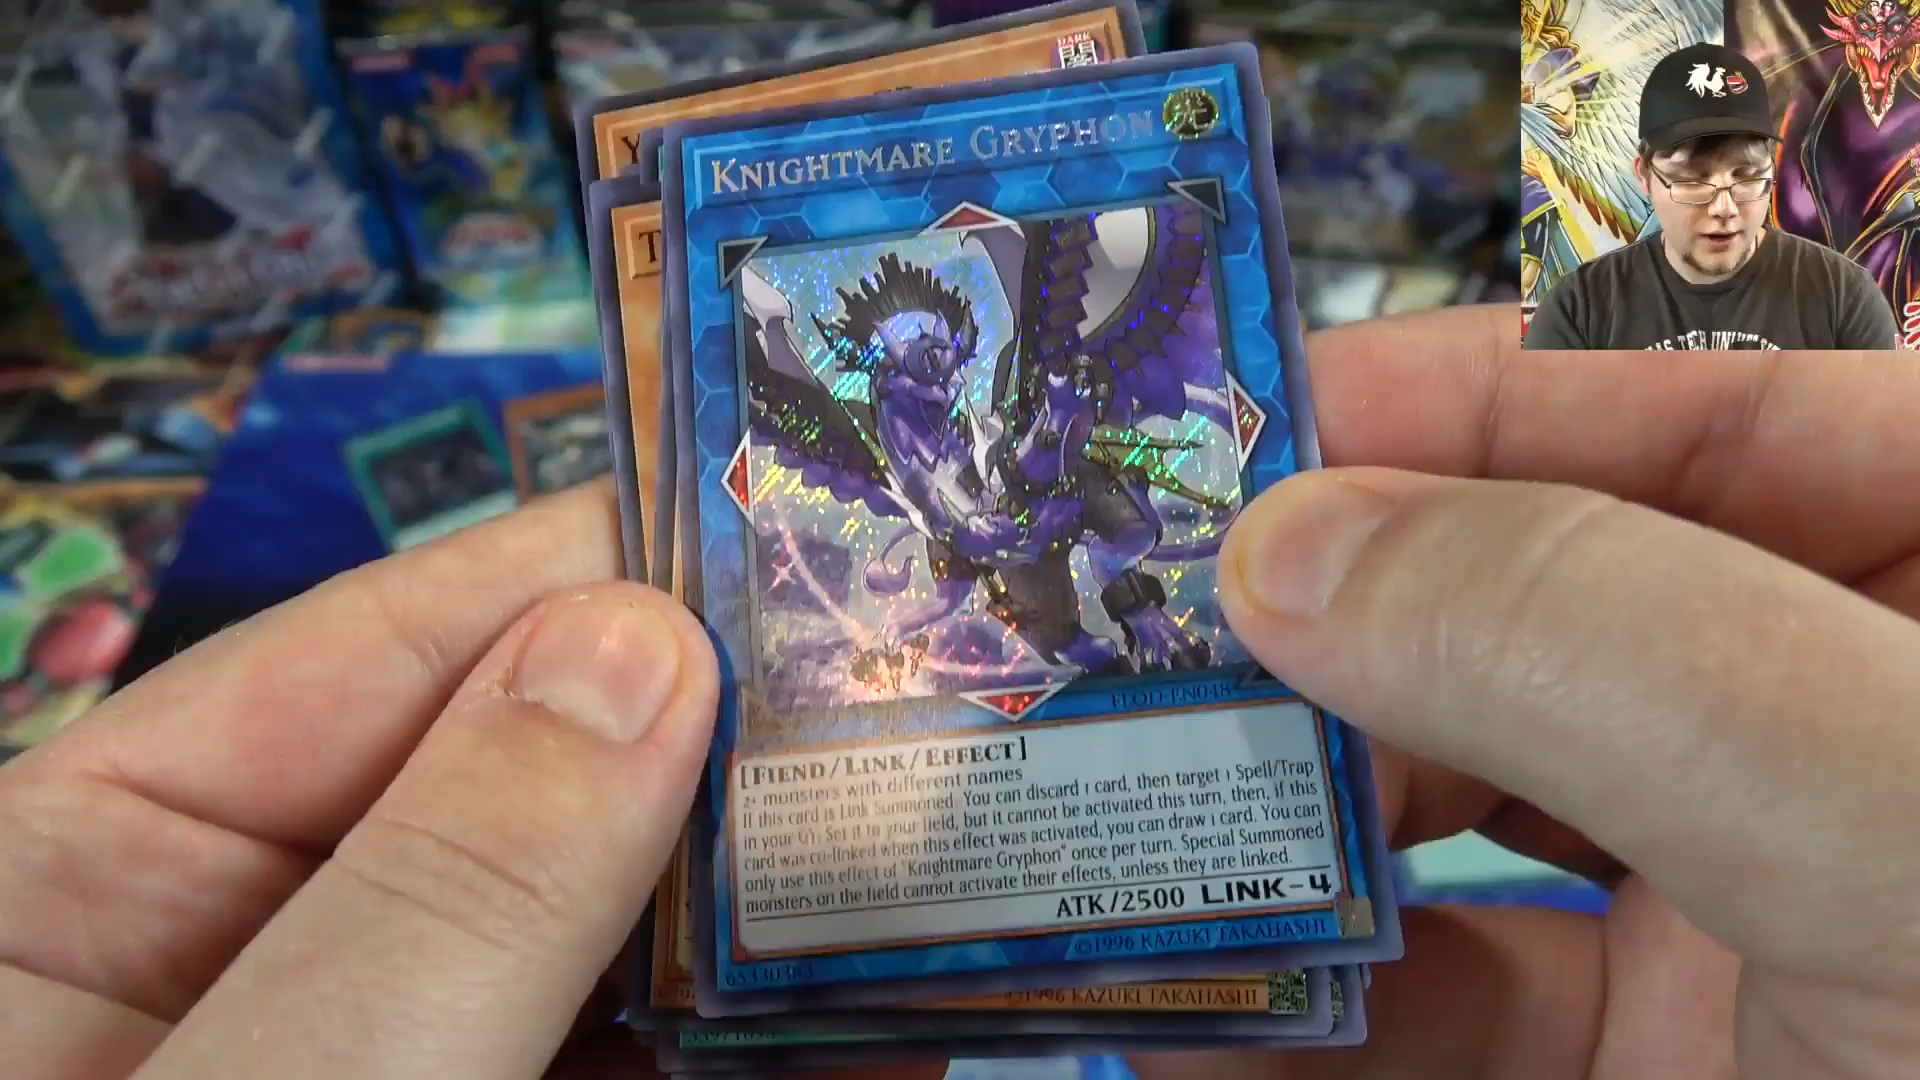 DARK
KNIGHTMARE GRYPHON 光
FLOD-EN048
[FIEND/LINK/EFFECT]
2+ monsters with different names
If this card is Link Summoned: You can discard 1 card, then target 1 Spell/Trap
in your GY; Set it to your field, but it cannot be activated this turn, then, if this
card was co-linked when this effect was activated, you can draw 1 card. You can
only use this effect of "Knightmare Gryphon" once per turn. Special Summoned
monsters on the field cannot activate their effects, unless they are linked.
ATK/2500 LINK-4
©1996 KAZUKI TAKAHASHI
65330383
©1996 KAZUKI TAKAHASHI